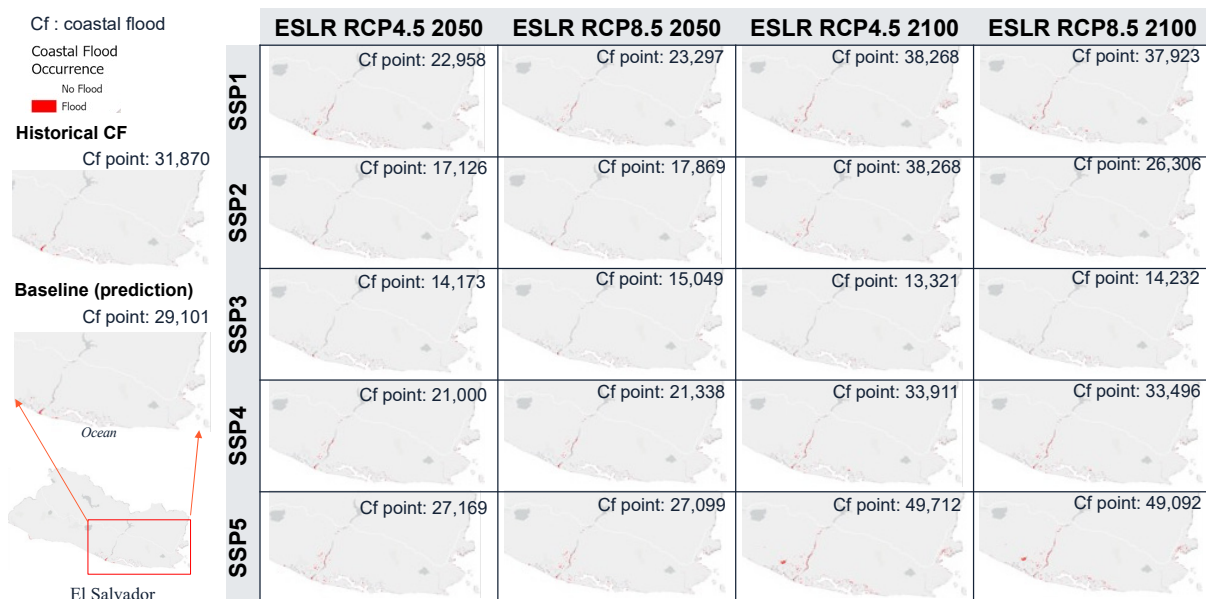 Cf : coastal flood
Coastal Flood
Occurrence
No Flood
Flood
Historical CF
Cf point: 31,870
Baseline (prediction)
Cf point: 29,101
Ocean
El Salvador
ESLR RCP4.5 2050
ESLR RCP8.5 2050
ESLR RCP4.5 2100
ESLR RCP8.5 2100
SSP1
Cf point: 22,958
Cf point: 23,297
Cf point: 38,268
Cf point: 37,923
SSP2
Cf point: 17,126
Cf point: 17,869
Cf point: 38,268
Cf point: 26,306
SSP3
Cf point: 14,173
Cf point: 15,049
Cf point: 13,321
Cf point: 14,232
SSP4
Cf point: 21,000
Cf point: 21,338
Cf point: 33,911
Cf point: 33,496
SSP5
Cf point: 27,169
Cf point: 27,099
Cf point: 49,712
Cf point: 49,092